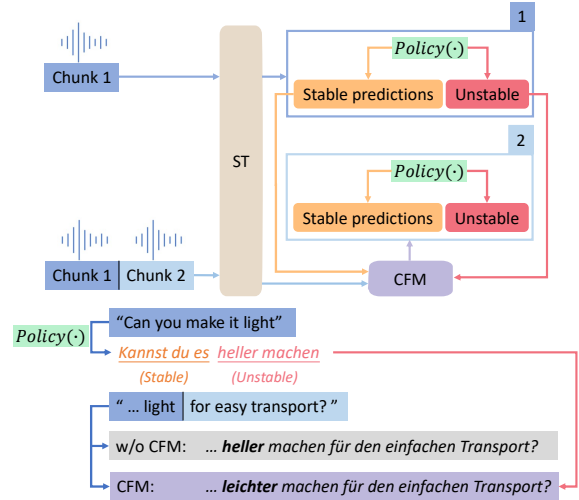 1
Policy(·)
Chunk 1
Stable predictions Unstable
ST
2
Policy(·)
Stable predictions Unstable
Chunk 1 Chunk 2
CFM
“Can you make it light”
Policy(·)
Kannst du es heller machen
(Stable) (Unstable)
“ ... light for easy transport? ”
w/o CFM: ... heller machen für den einfachen Transport?
CFM: ... leichter machen für den einfachen Transport?